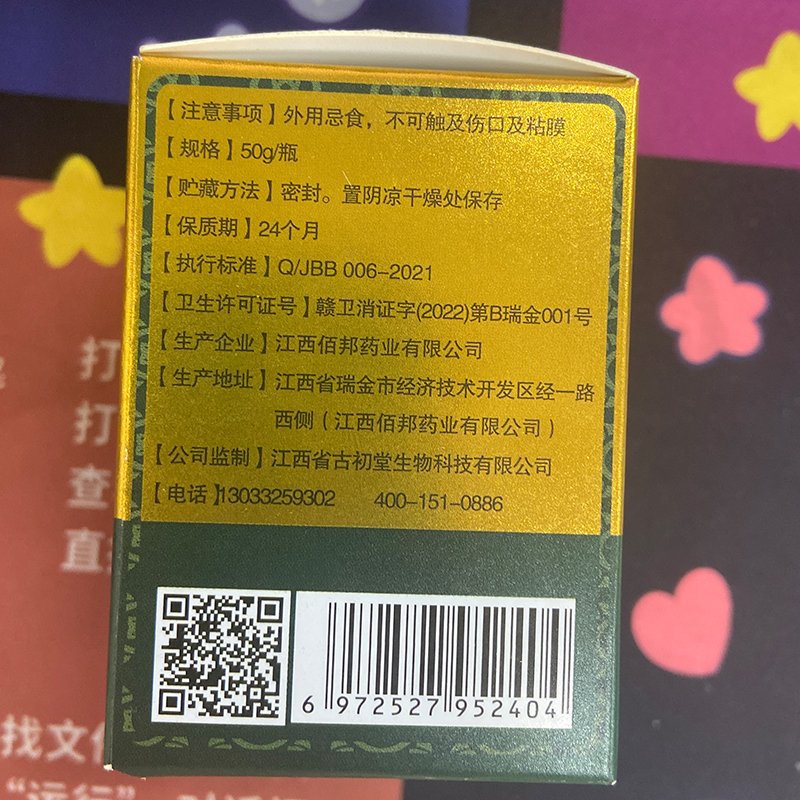 【注意事项】外用忌食，不可触及伤口及粘膜
【规格】50g/瓶
【贮藏方法】密封。置阴凉干燥处保存
【保质期】24个月
【执行标准】Q/JBB 006-2021
【卫生许可证号】赣卫消证字(2022)第B瑞金001号
【生产企业】江西佰邦药业有限公司
【生产地址】江西省瑞金市经济技术开发区经一路
西侧（江西佰邦药业有限公司）
【公司监制】江西省古初堂生物科技有限公司
【电话】13033259302 400-151-0886
6 972527 952404
打
打
查
直
找文件
“运行”